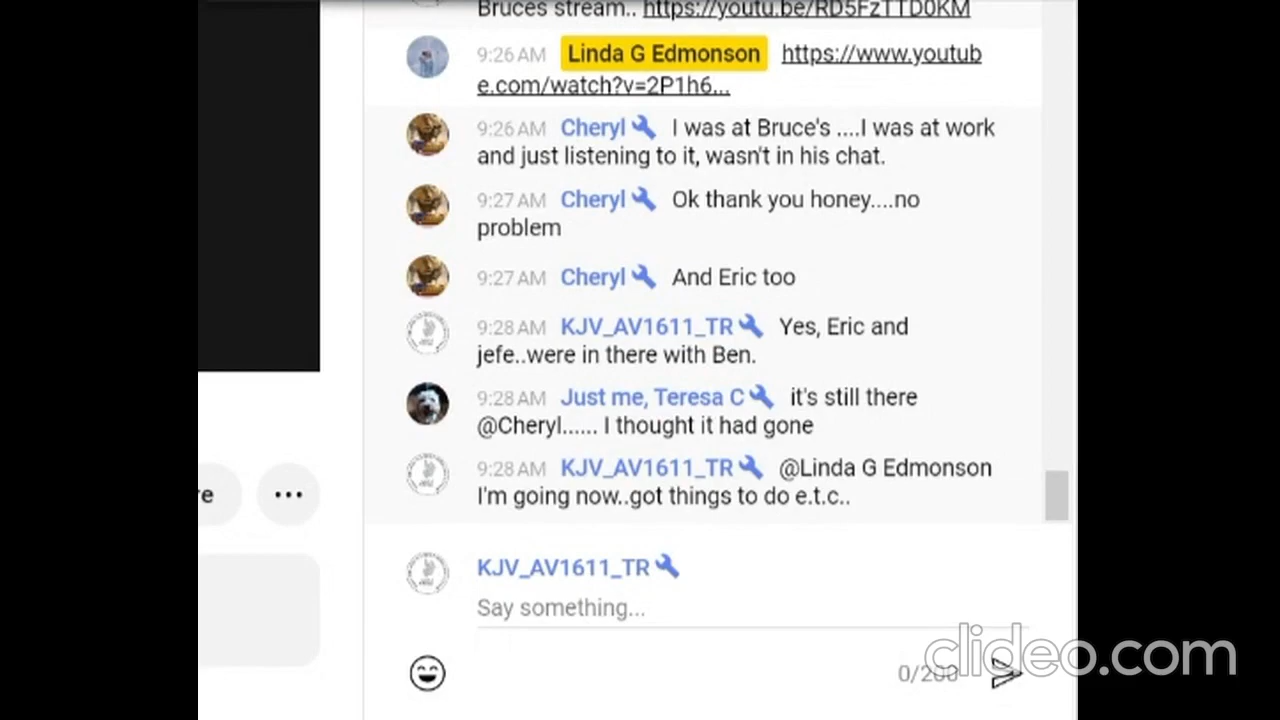 Bruces stream.. https://youtu.be/RD5FzTTD0KM
9:26 AM Linda G Edmonson https://www.youtub
e.com/watch?v=2P1h6...
9:26 AM Cheryl I was at Bruce's ....I was at work
and just listening to it, wasn't in his chat.
9:27 AM Cheryl Ok thank you honey....no
problem
9:27 AM Cheryl And Eric too
9:28 AM KJV_AV1611_TR Yes, Eric and
jefe..were in there with Ben.
9:28 AM Just me, Teresa C it's still there
@Cheryl...... I thought it had gone
9:28 AM KJV_AV1611_TR @Linda G Edmonson
re
I'm going now..got things to do e.t.c..
KJV_AV1611_TR
Say something...
0/200
clideo.com